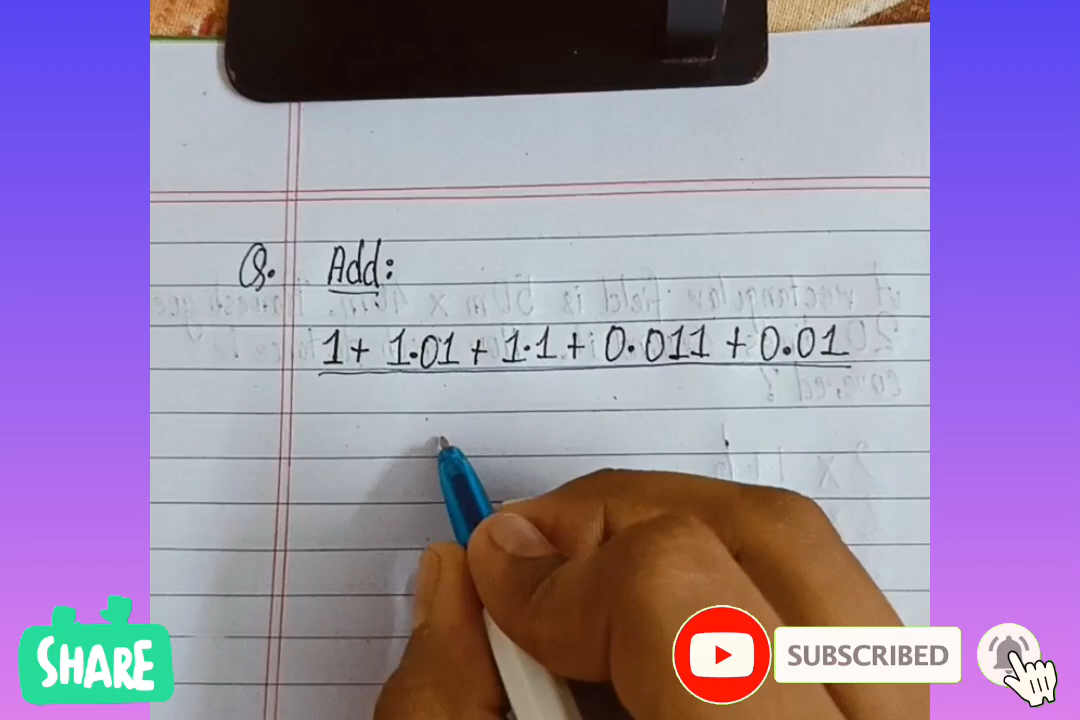 Q. Add:
1 + 1.01 + 1.1 + 0.011 + 0.01
SHARE
SUBSCRIBED